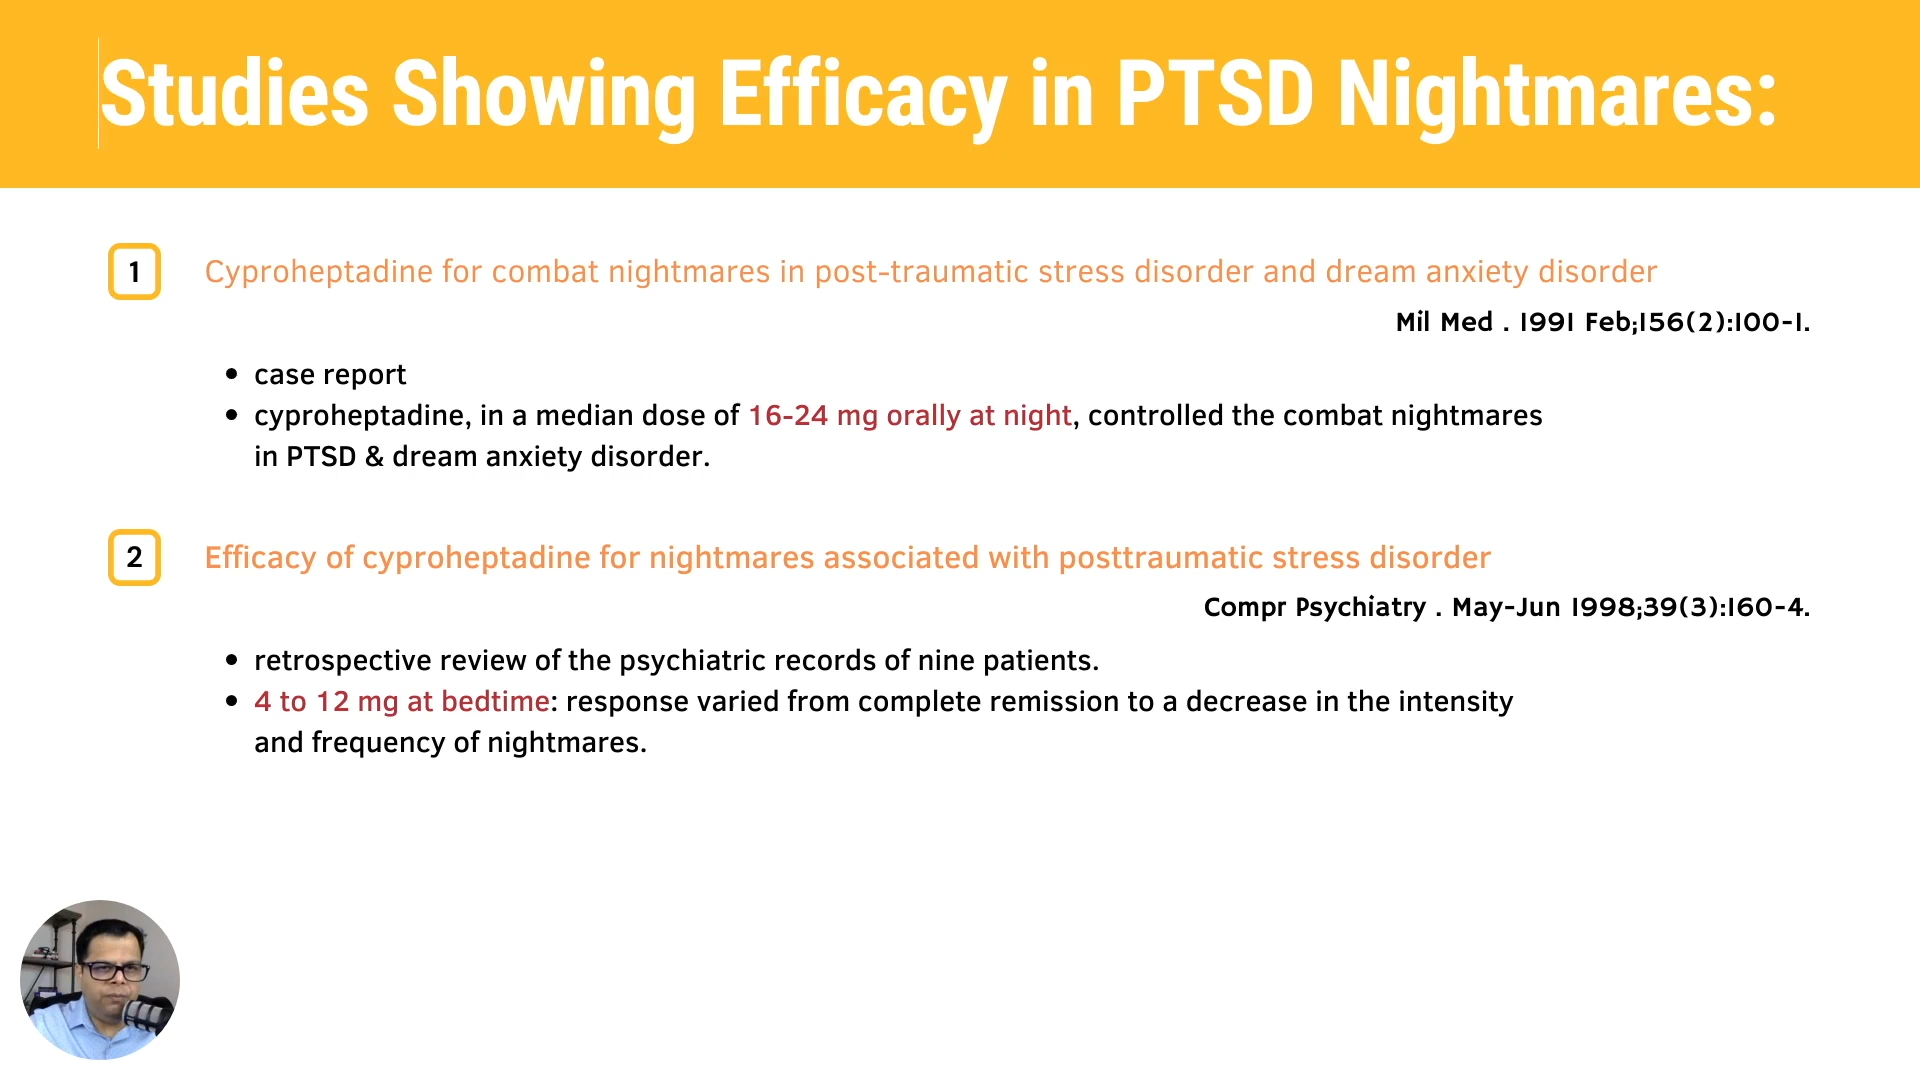 Studies Showing Efficacy in PTSD Nightmares:
1
Cyproheptadine for combat nightmares in post-traumatic stress disorder and dream anxiety disorder
Mil Med . 1991 Feb;156(2):100-1.
• case report
• cyproheptadine, in a median dose of 16-24 mg orally at night, controlled the combat nightmares
in PTSD & dream anxiety disorder.
2
Efficacy of cyproheptadine for nightmares associated with posttraumatic stress disorder
Compr Psychiatry . May-Jun 1998;39(3):160-4.
• retrospective review of the psychiatric records of nine patients.
• 4 to 12 mg at bedtime: response varied from complete remission to a decrease in the intensity
and frequency of nightmares.